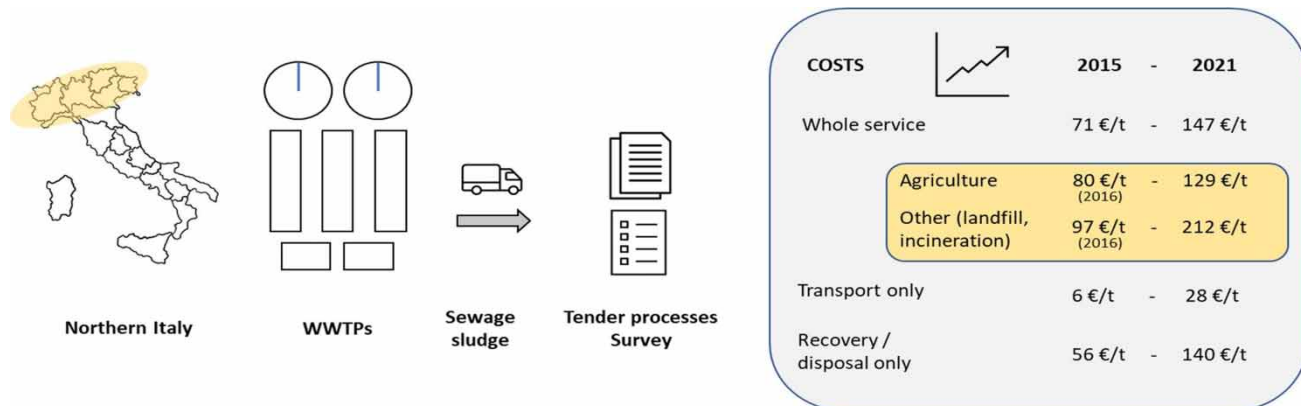 Northern Italy
WWTPs
Sewage
sludge
Tender processes
Survey
COSTS 2015 - 2021
Whole service 71 €/t - 147 €/t
Agriculture 80 €/t - 129 €/t
(2016)
Other (landfill,
incineration) 97 €/t - 212 €/t
(2016)
Transport only 6 €/t - 28 €/t
Recovery /
disposal only 56 €/t - 140 €/t